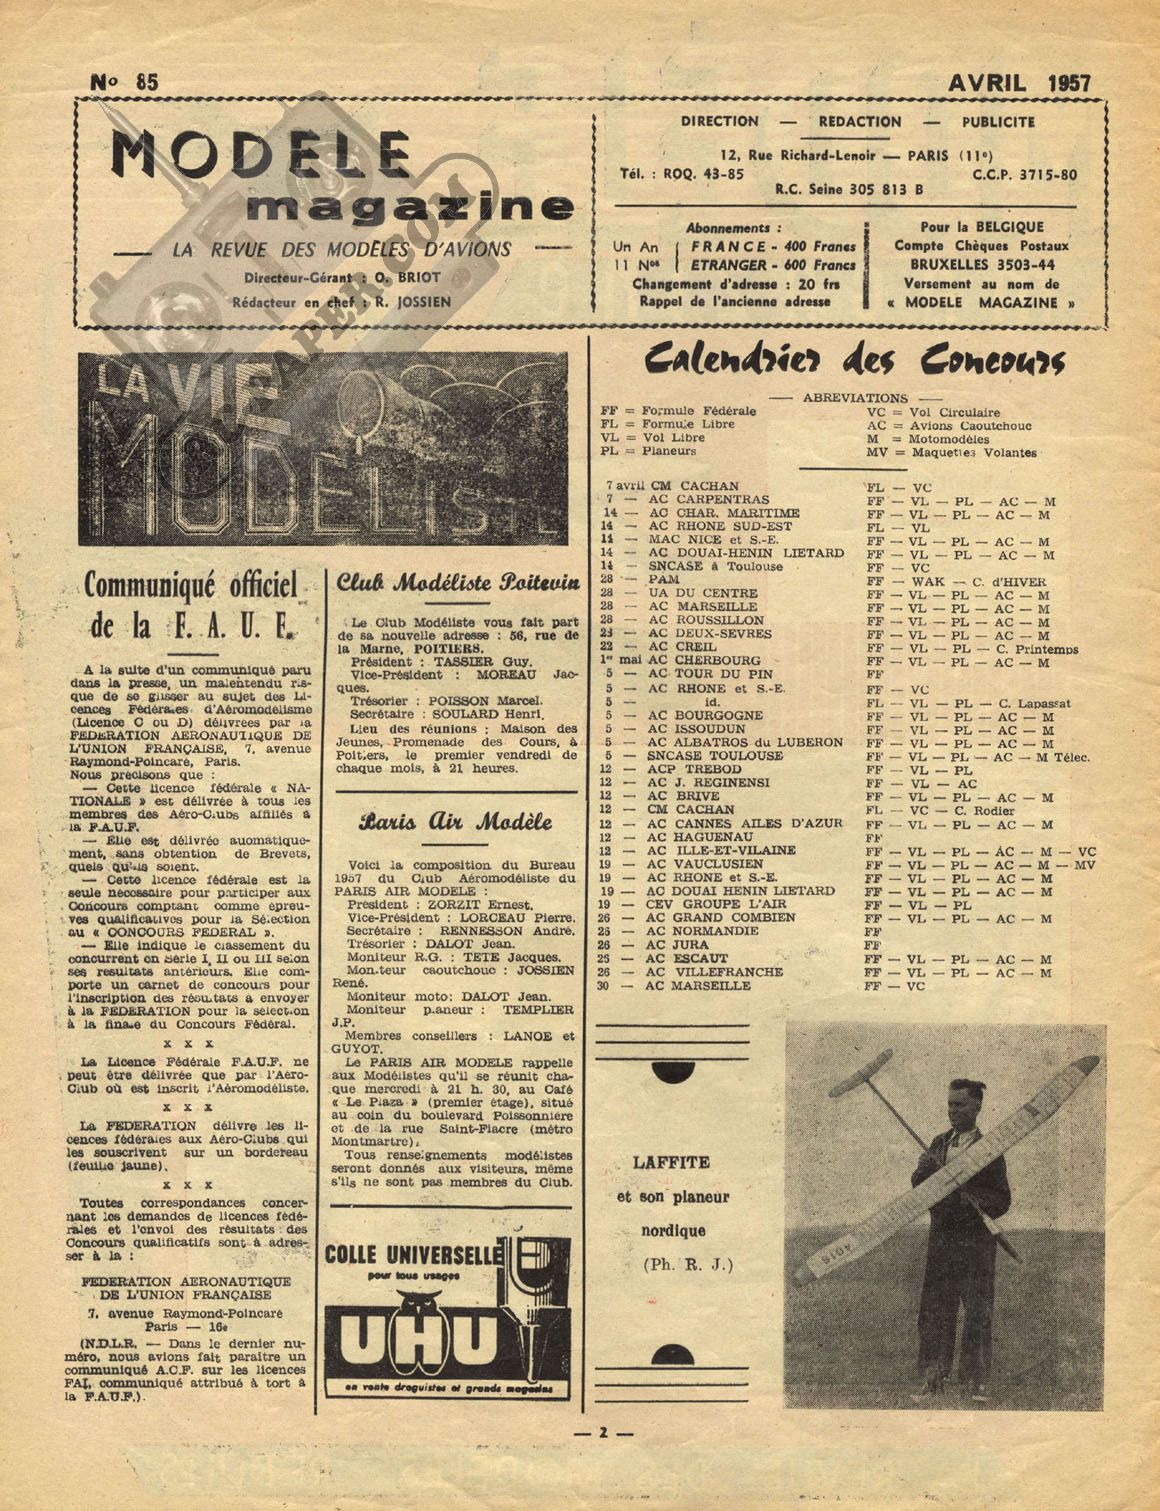 No 85
AVRIL 1957
MODELE
magazine
LA REVUE DES MODELES D'AVIONS
Directeur-Gérant : O. BRIOT
Rédacteur en chef : R. JOSSIEN
DIRECTION — REDACTION — PUBLICITE
12, Rue Richard-Lenoir — PARIS (11e)
Tél. : ROQ. 43-85 C.C.P. 3715-80
R.C. Seine 305 813 B
Abonnements :
Un An FRANCE - 400 Francs
11 Nos ETRANGER - 600 Francs
Changement d'adresse : 20 frs
Rappel de l'ancienne adresse
Pour la BELGIQUE
Compte Chèques Postaux
BRUXELLES 3503-44
Versement au nom de
« MODELE MAGAZINE »
LA VIE
MODÉLISTE
Communiqué officiel
de la F. A. U. F.
A la suite d'un communiqué paru
dans la presse, un malentendu ris-
que de se glisser au sujet des Li-
cences Fédérales d'Aéromodélisme
(Licence C ou D) délivrées par la
FEDERATION AERONAUTIQUE DE
L'UNION FRANÇAISE, 7, avenue
Raymond-Poincaré, Paris.
Nous précisons que :
— Cette licence fédérale « NA-
TIONALE » est délivrée à tous les
membres des Aéro-Clubs affiliés à
la F.A.U.F.
— Elle est délivrée auomatique-
ment, sans obtention de Brevets,
quels qu'ils soient.
— Cette licence fédérale est la
seule nécessaire pour participer aux
Concours comptant comme épreu-
ves qualificatives pour la Sélection
au « CONCOURS FEDERAL ».
— Elle indique le classement du
concurrent en Série I, II ou III selon
ses resultats antérieurs. Elle com-
porte un carnet de concours pour
l'inscription des résultats à envoyer
à la FEDERATION pour la sélection
à la finale du Concours Fédéral.
x x x
La Licence Fédérale F.A.U.F. ne
peut être délivrée que par l'Aéro-
Club où est inscrit l'Aéromodéliste.
x x x
La FEDERATION délivre les li-
cences fédérales aux Aéro-Clubs qui
les souscrivent sur un bordereau
(feuille jaune).
x x x
Toutes correspondances concer-
nant les demandes de licences fédé-
rales et l'envoi des résultats des
Concours qualificatifs sont à adres-
ser à la :
FEDERATION AERONAUTIQUE
DE L'UNION FRANÇAISE
7, avenue Raymond-Poincaré
Paris — 16e
(N.D.L.R. — Dans le dernier nu-
méro, nous avions fait paraître un
communiqué A.C.F. sur les licences
FAI, communiqué attribué à tort à
la F.A.U.F.).
Club Modéliste Poitevin
Le Club Modéliste vous fait part
de sa nouvelle adresse : 56, rue de
la Marne, POITIERS.
Président : TASSIER Guy.
Vice-Président : MOREAU Jac-
ques.
Trésorier : POISSON Marcel.
Secrétaire : SOULARD Henri.
Lieu des réunions : Maison des
Jeunes, Promenade des Cours, à
Poitiers, le premier vendredi de
chaque mois, à 21 heures.
Paris Air Modèle
Voici la composition du Bureau
1957 du Club Aéromodéliste du
PARIS AIR MODELE :
Président : ZORZIT Ernest.
Vice-Président : LORCEAU Pierre.
Secrétaire : RENNESSON André.
Trésorier : DALOT Jean.
Moniteur R.G. : TETE Jacques.
Moniteur caoutchouc : JOSSIEN
René.
Moniteur moto: DALOT Jean.
Moniteur planeur : TEMPLIER
J.P.
Membres conseillers : LANOE et
GUYOT.
Le PARIS AIR MODELE rappelle
aux Modélistes qu'il se réunit cha-
que mercredi à 21 h. 30, au Café
« Le Plaza » (premier étage), situé
au coin du boulevard Poissonnière
et de la rue Saint-Fiacre (métro
Montmartre).
Tous renseignements modélistes
seront donnés aux visiteurs, même
s'ils ne sont pas membres du Club.
COLLE UNIVERSELLE
pour tous usages
UHU
en vente droguistes et grands magasins
Calendrier des Concours
— ABREVIATIONS —
FF = Formule Fédérale VC = Vol Circulaire
FL = Formule Libre AC = Avions Caoutchouc
VL = Vol Libre M = Motomodèles
PL = Planeurs MV = Maquettes Volantes
7 avril CM CACHAN FL — VC
7 — AC CARPENTRAS FF — VL — PL — AC — M
14 — AC CHAR. MARITIME FF — VL — PL — AC — M
14 — AC RHONE SUD-EST FL — VL
14 — MAC NICE et S.-E. FF — VL — PL — AC — M
14 — AC DOUAI-HENIN LIETARD FF — VL — PL — AC — M
14 — SNCASE à Toulouse FF — VC
28 — PAM FF — WAK — C. d'HIVER
28 — UA DU CENTRE FF — VL — PL — AC — M
28 — AC MARSEILLE FF — VL — PL — AC — M
28 — AC ROUSSILLON FF — VL — PL — AC — M
28 — AC DEUX-SEVRES FF — VL — PL — AC — M
22 — AC CREIL FF — VL — PL — C. Printemps
1er mai AC CHERBOURG FF — VL — PL — AC — M
5 — AC TOUR DU PIN FF
5 — AC RHONE et S.-E. FF — VC
5 — id. FL — VL — PL — C. Lapassat
5 — AC BOURGOGNE FF — VL — PL — AC — M
5 — AC ISSOUDUN FF — VL — PL — AC — M
5 — AC ALBATROS du LUBERON FF — VL — PL — AC — M
5 — SNCASE TOULOUSE FF — VL — PL — AC — M Télec.
12 — ACP TREBOD FF — VL — PL
12 — AC J. REGINENSI FF — VL — AC
12 — AC BRIVE FF — VL — PL — AC — M
12 — CM CACHAN FL — VC — C. Rodier
12 — AC CANNES AILES D'AZUR FF — VL — PL — AC — M
12 — AC HAGUENAU FF
12 — AC ILLE-ET-VILAINE FF — VL — PL — AC — M — VC
19 — AC VAUCLUSIEN FF — VL — PL — AC — M — MV
19 — AC RHONE et S.-E. FF — VL — PL — AC — M
19 — AC DOUAI HENIN LIETARD FF — VL — PL — AC — M
19 — CEV GROUPE L'AIR FF — VL — PL
26 — AC GRAND COMBIEN FF — VL — PL — AC — M
26 — AC NORMANDIE FF
26 — AC JURA FF
26 — AC ESCAUT FF — VL — PL — AC — M
26 — AC VILLEFRANCHE FF — VL — PL — AC — M
30 — AC MARSEILLE FF — VC
LAFFITE
et son planeur
nordique
(Ph. R. J.)
— 2 —